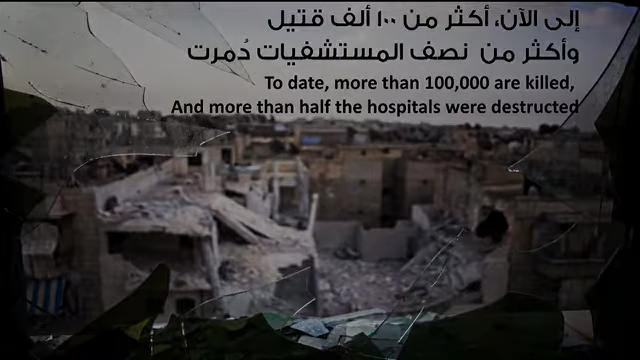 إلى الآن، أكثر من ١٠٠ ألف قتيل
وأكثر من نصف المستشفيات دُمرت
To date, more than 100,000 are killed,
And more than half the hospitals were destructed